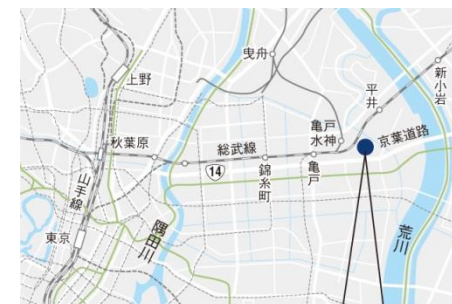 曳舟
新小岩
上野
平井
亀戸
水神
京葉道路
秋葉原
総武線
14
錦糸町
亀戸
山手線
隅田川
荒川
東京